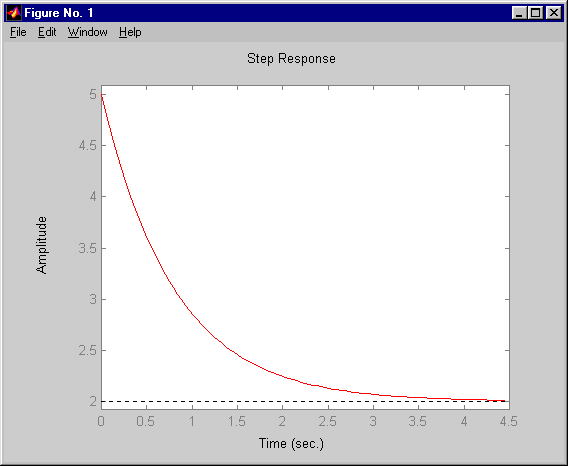 Figure No. 1
File Edit Window Help
Step Response
5
4.5
4
3.5
3
2.5
2
Amplitude
0 0.5 1 1.5 2 2.5 3 3.5 4 4.5
Time (sec.)